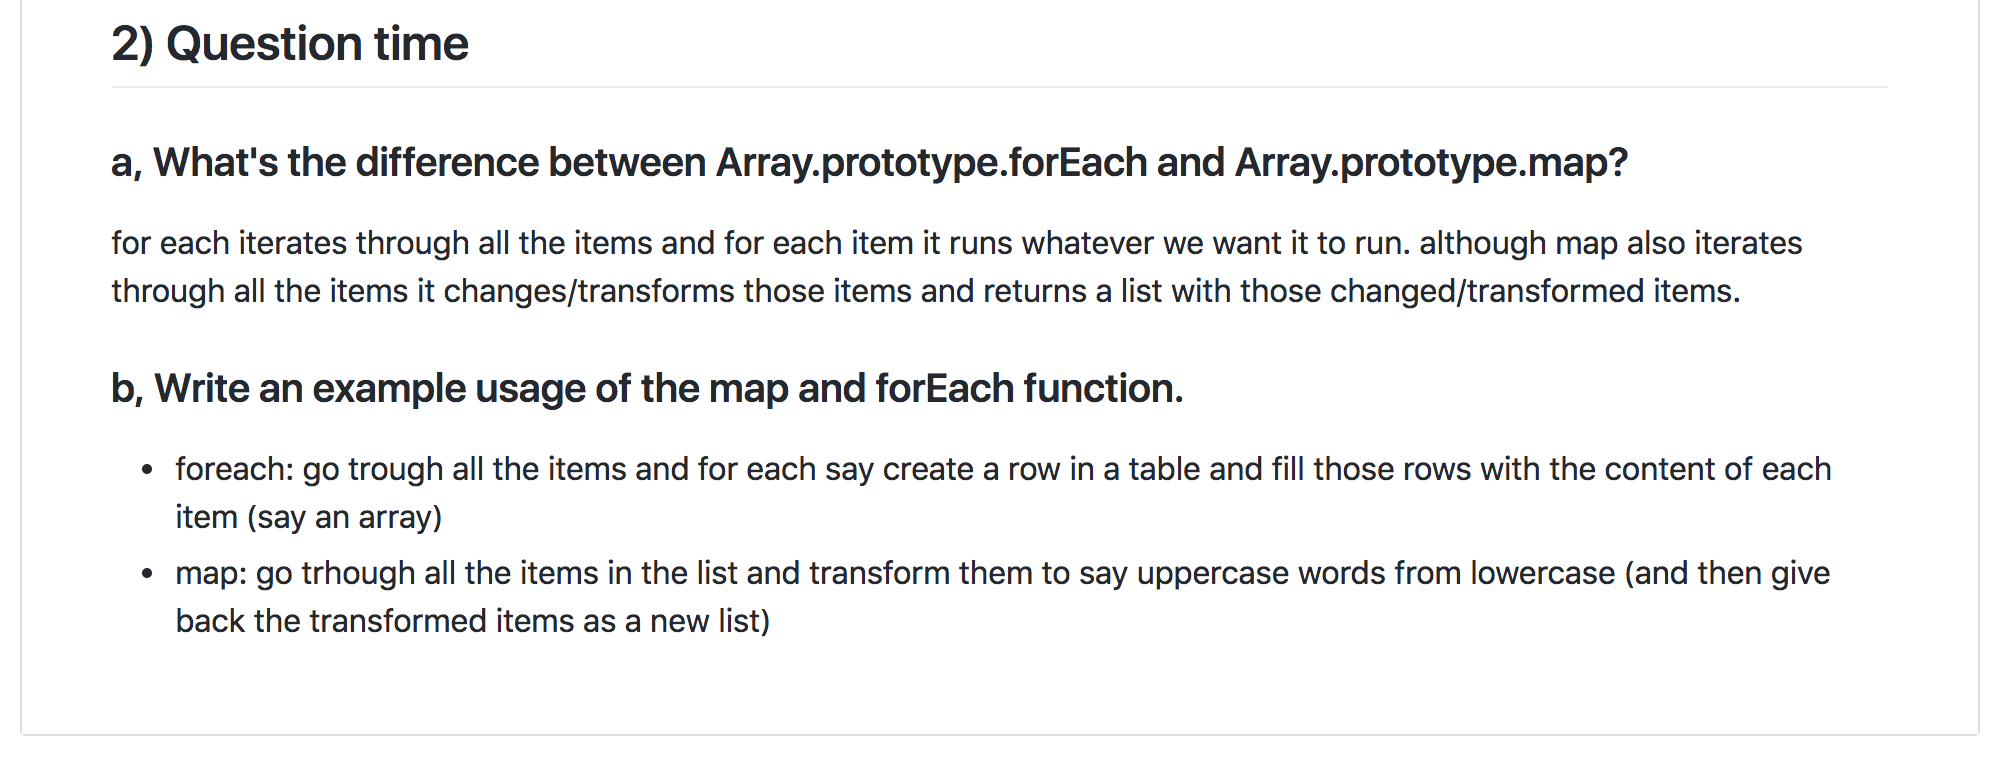 2) Question time
a, What's the difference between Array.prototype.forEach and Array.prototype.map?
for each iterates through all the items and for each item it runs whatever we want it to run. although map also iterates
through all the items it changes/transforms those items and returns a list with those changed/transformed items.
b, Write an example usage of the map and forEach function.
• foreach: go trough all the items and for each say create a row in a table and fill those rows with the content of each
item (say an array)
• map: go trhough all the items in the list and transform them to say uppercase words from lowercase (and then give
back the transformed items as a new list)